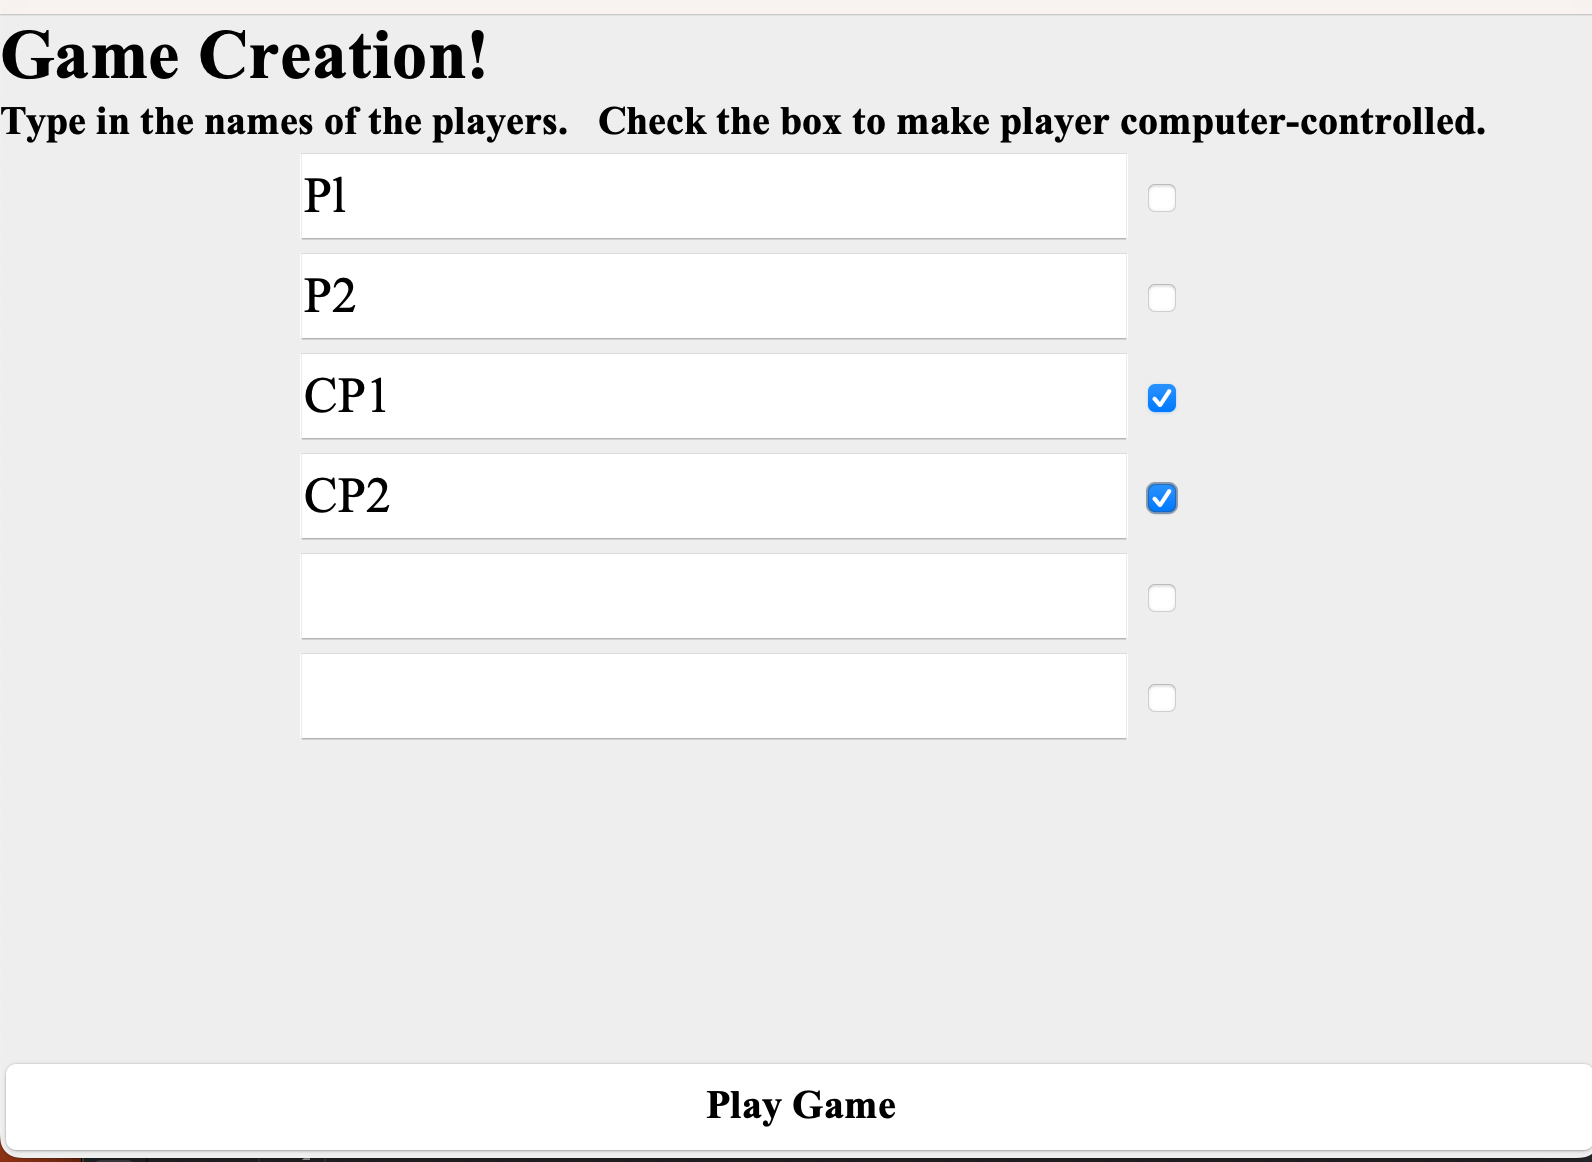 Game Creation!
Type in the names of the players.   Check the box to make player computer-controlled.
P1
P2
CP1
CP2
Play Game